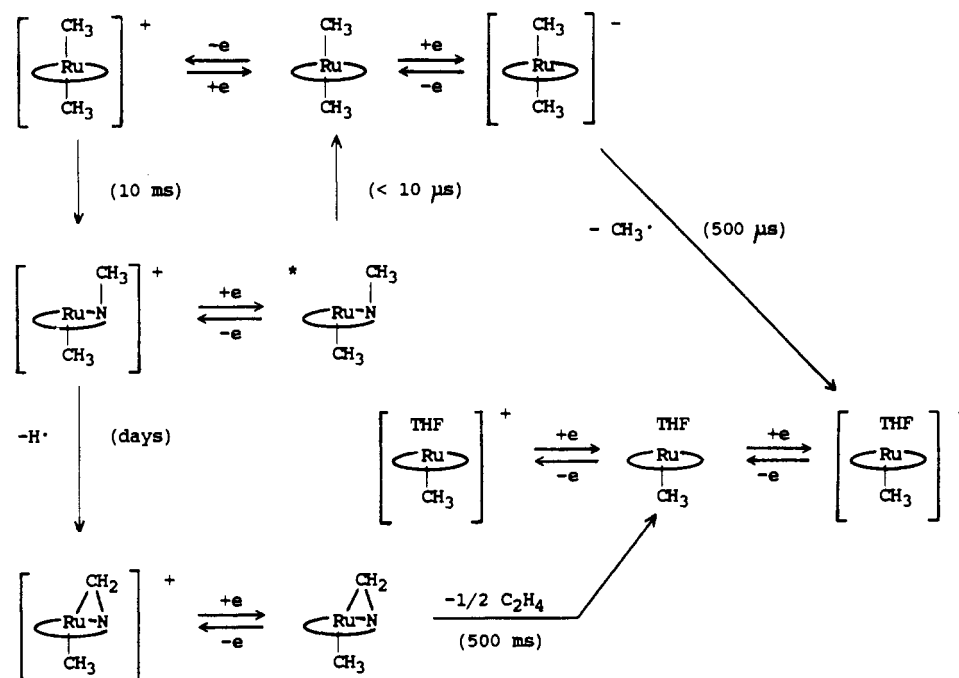 CH3 CH3 CH3
+ -e +e -
Ru Ru Ru
+e -e
CH3 CH3 CH3
(10 ms) (< 10 μs) - CH3· (500 μs)
CH3 + * CH3
+e
Ru-N Ru-N
-e
CH3 CH3
-H· (days)
THF + THF THF -
+e +e
Ru Ru Ru
-e -e
CH3 CH3 CH3
CH2 + CH2
+e -1/2 C2H4
Ru-N Ru-N
-e (500 ms)
CH3 CH3